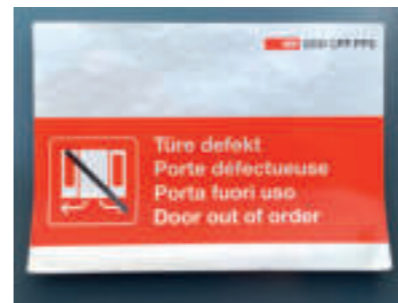 SBB CFF FFS
Türe defekt
Porte défectueuse
Porta fuori uso
Door out of order